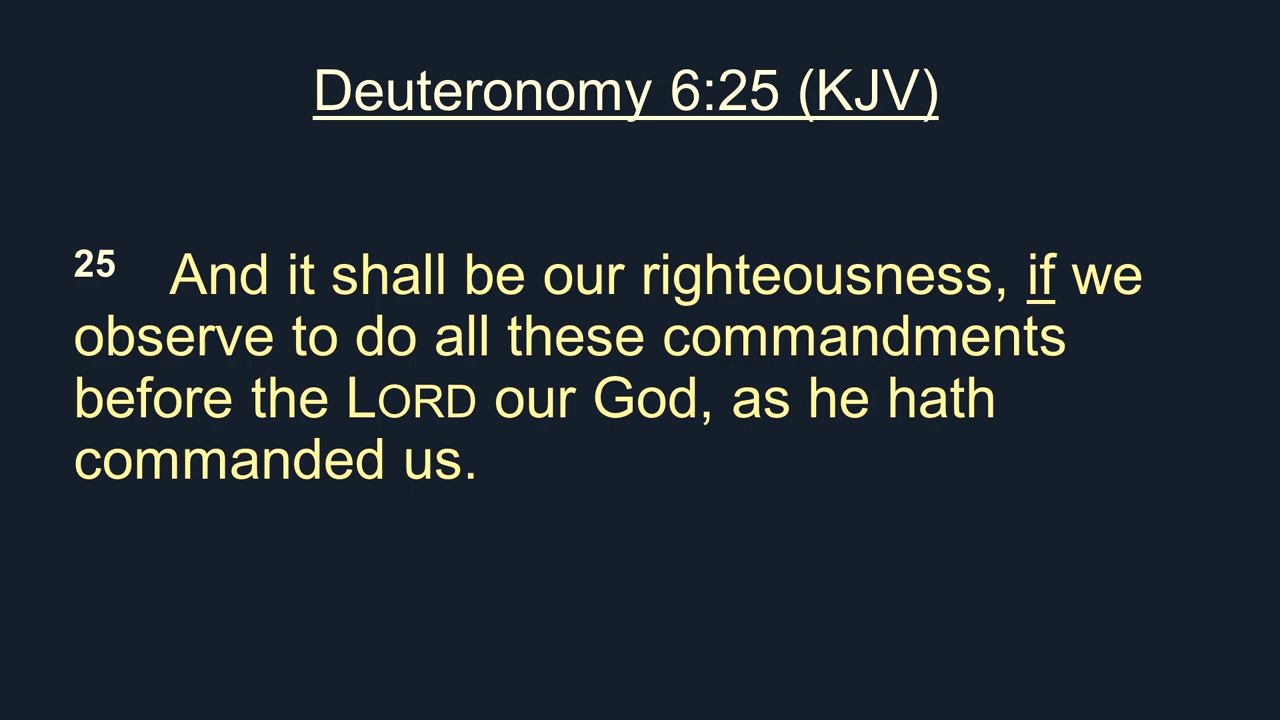 Deuteronomy 6:25 (KJV)
25 And it shall be our righteousness, if we
observe to do all these commandments
before the LORD our God, as he hath
commanded us.